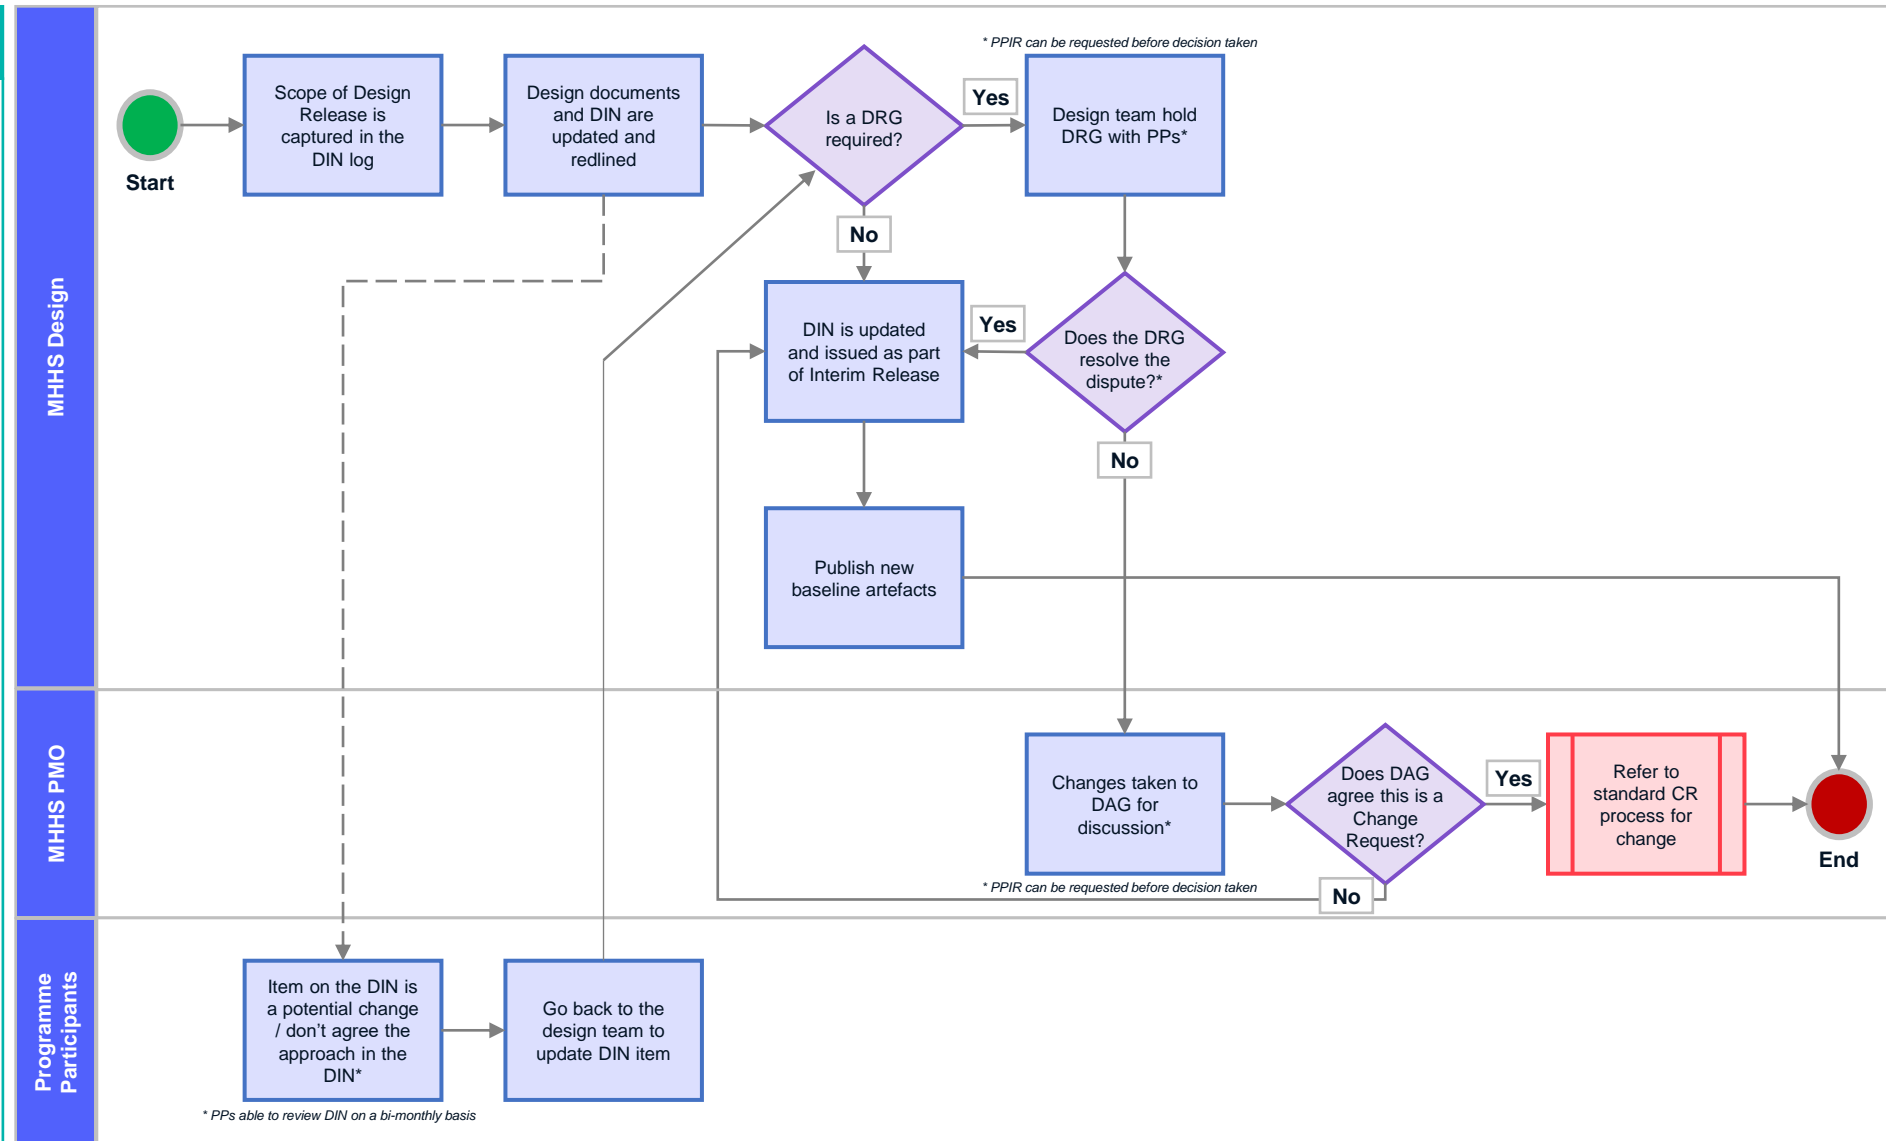 MHHS Design
Start
Scope of Design
Release is
captured in the
DIN log
Design documents
and DIN are
updated and
redlined
Is a DRG
required?
Yes
* PPIR can be requested before decision taken
Design team hold
DRG with PPs*
No
DIN is updated
and issued as part
of Interim Release
Yes
Does the DRG
resolve the
dispute?*
No
Publish new
baseline artefacts
MHHS PMO
Changes taken to
DAG for
discussion*
* PPIR can be requested before decision taken
Does DAG
agree this is a
Change
Request?
Yes
No
Refer to
standard CR
process for
change
End
Programme
Participants
Item on the DIN is
a potential change
/ don’t agree the
approach in the
DIN*
* PPs able to review DIN on a bi-monthly basis
Go back to the
design team to
update DIN item